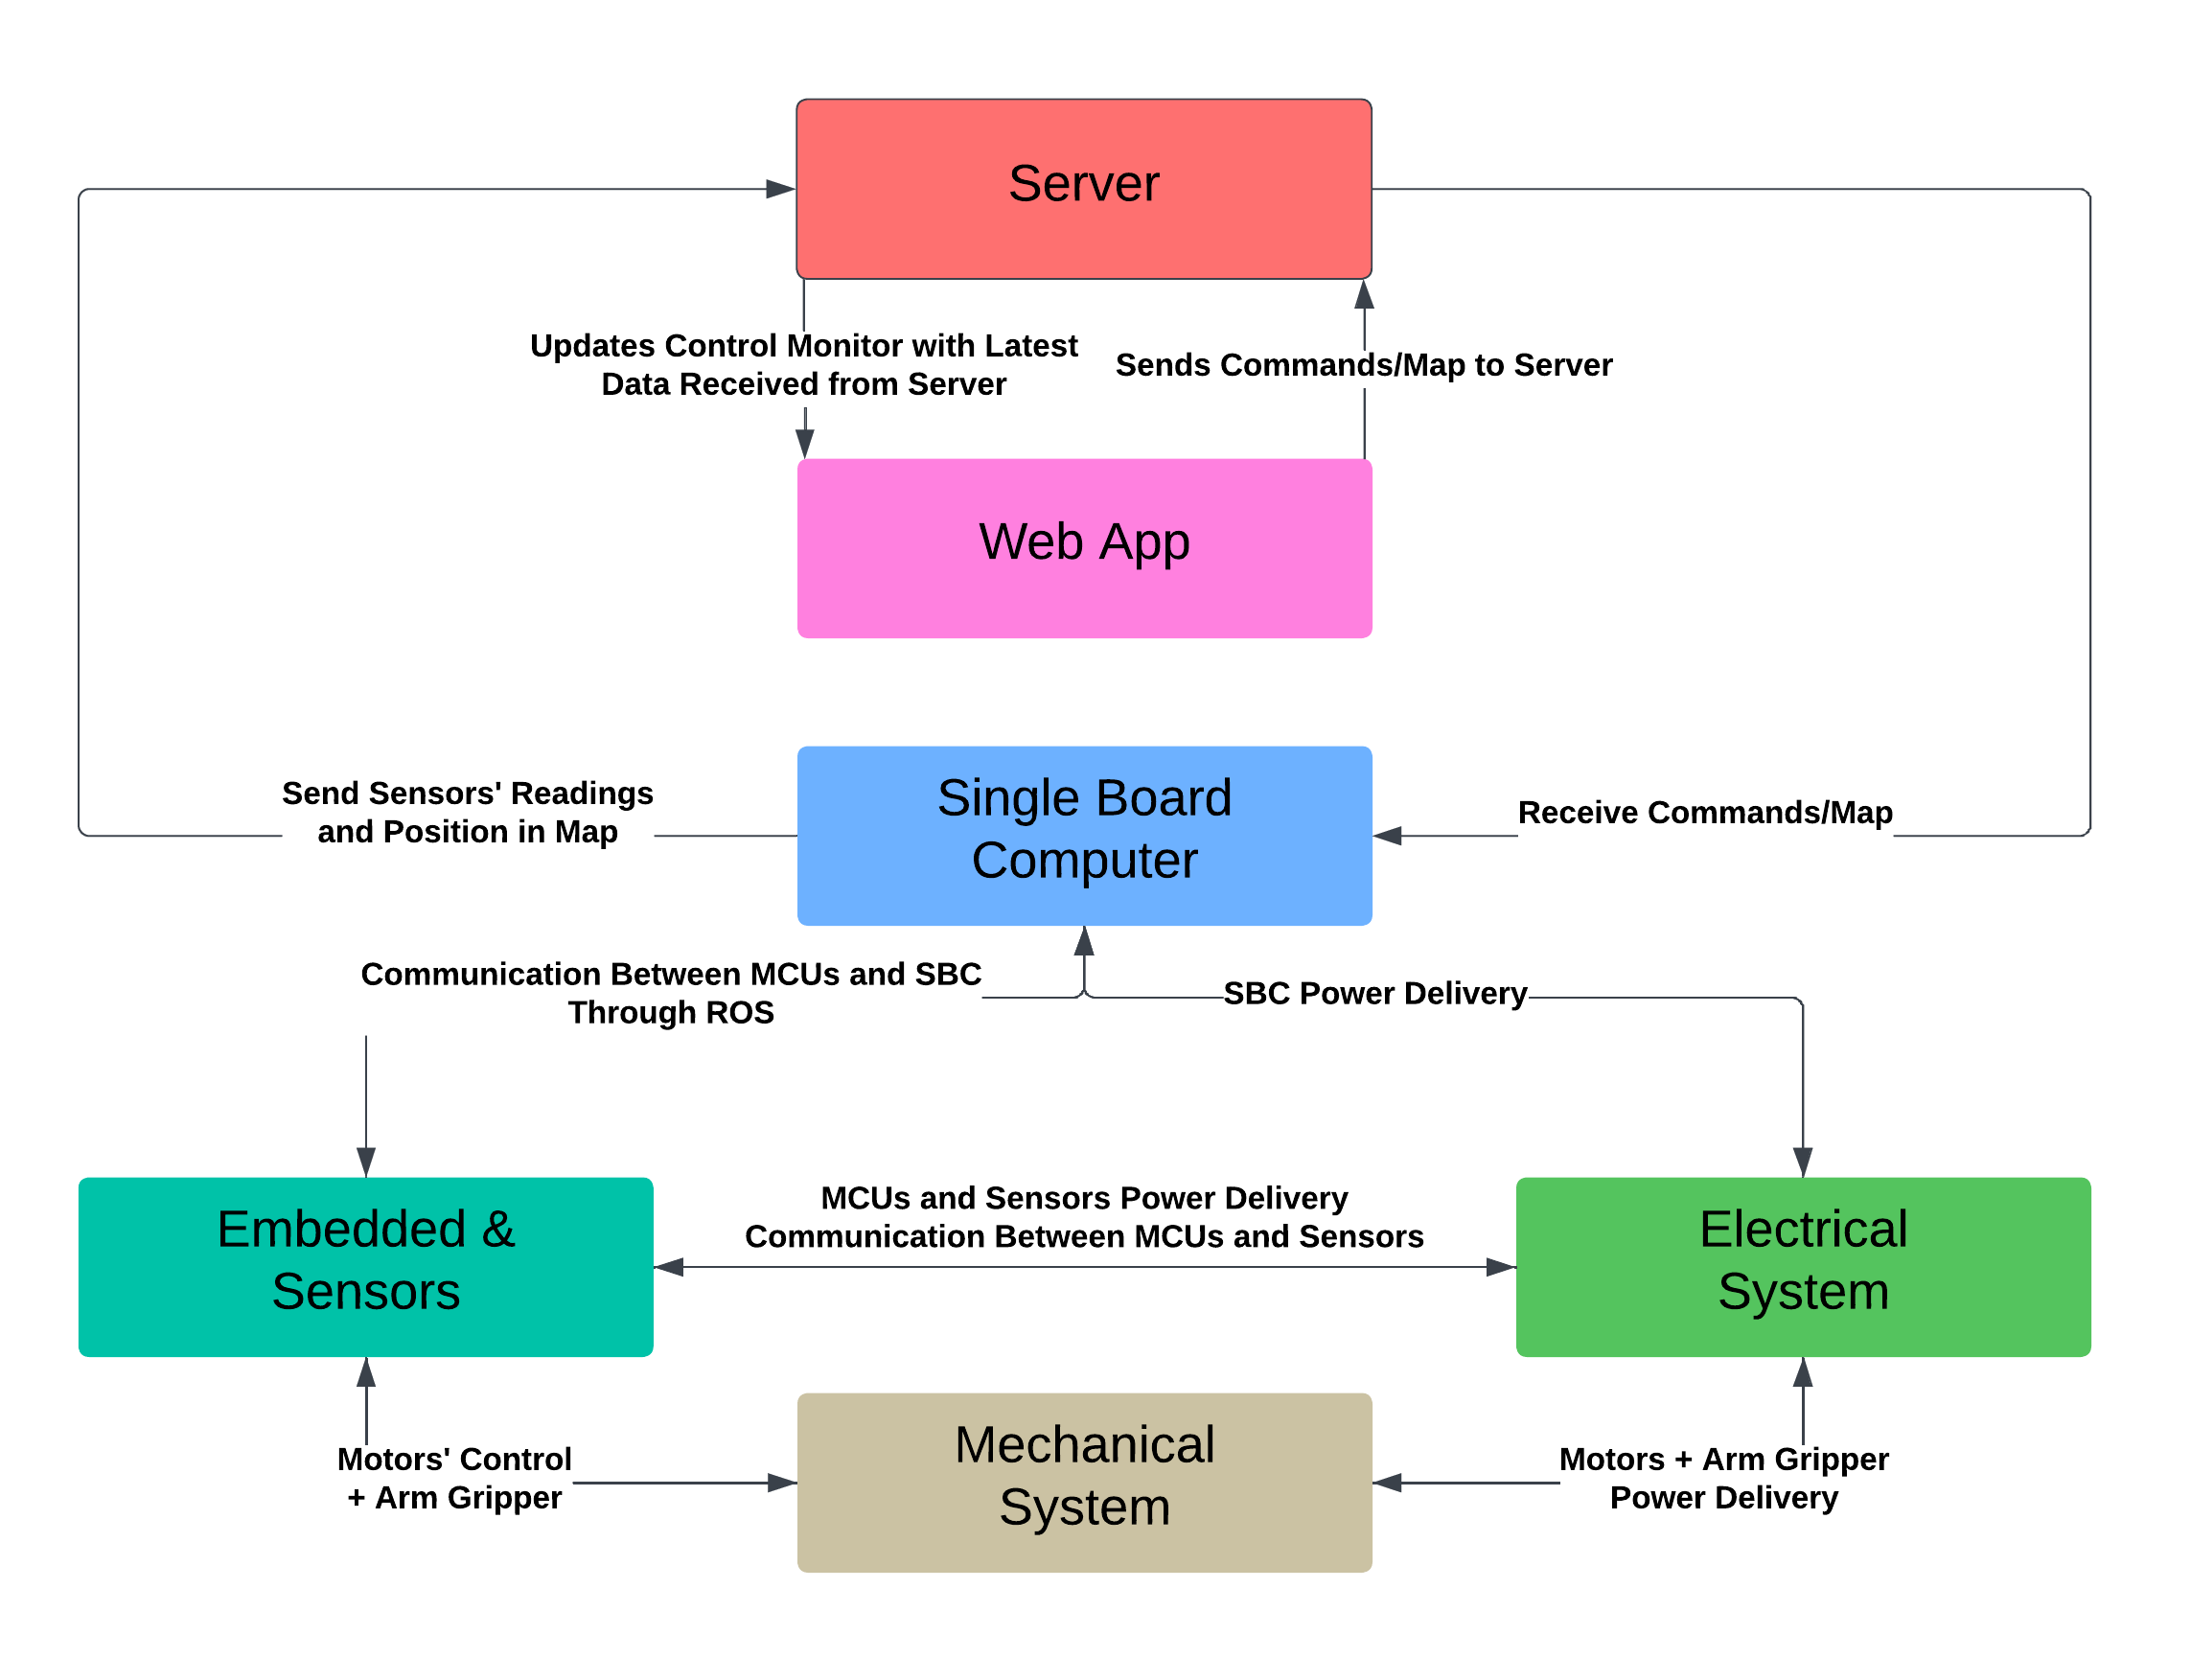 Server
Updates Control Monitor with Latest
Data Received from Server
Sends Commands/Map to Server
Web App
Send Sensors' Readings
and Position in Map
Single Board
Computer
Receive Commands/Map
Communication Between MCUs and SBC
Through ROS
SBC Power Delivery
Embedded &
Sensors
MCUs and Sensors Power Delivery
Communication Between MCUs and Sensors
Electrical
System
Motors' Control
+ Arm Gripper
Mechanical
System
Motors + Arm Gripper
Power Delivery